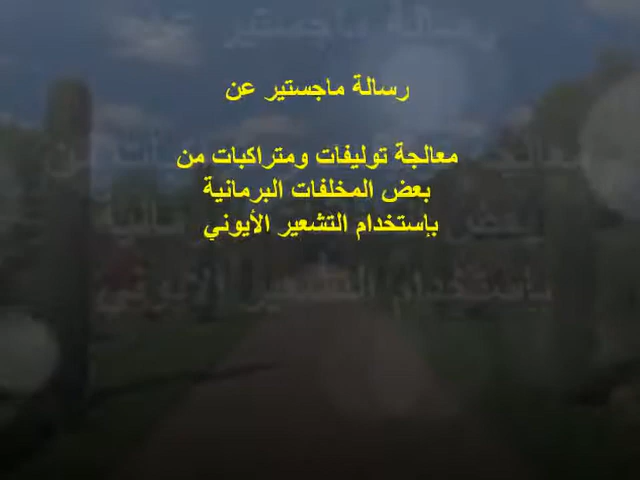 رسالة ماجستير عن
معالجة توليفات ومتراكبات من
بعض المخلفات البرمانية
بإستخدام التشعير الأيوني